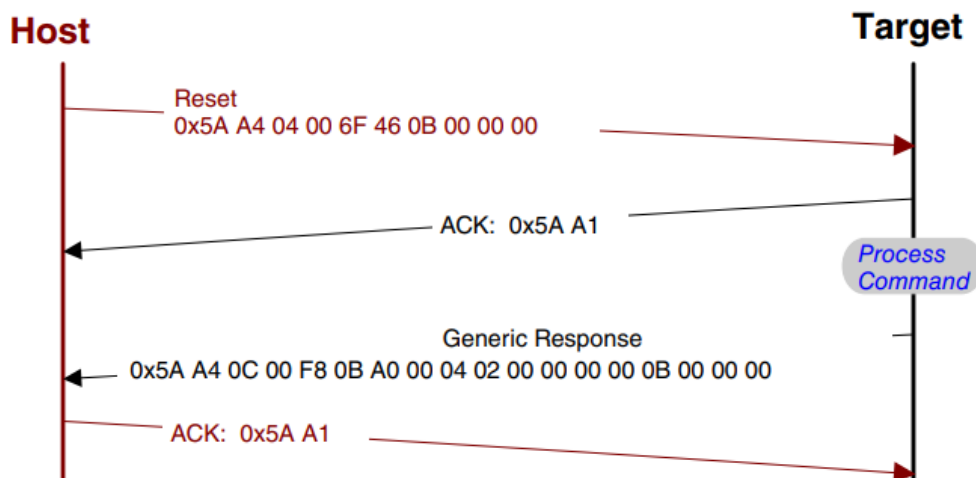 Host
Target
Reset
0x5A A4 04 00 6F 46 0B 00 00 00
ACK:  0x5A A1
Process
Command
Generic Response
0x5A A4 0C 00 F8 0B A0 00 04 02 00 00 00 00 0B 00 00 00
ACK:  0x5A A1